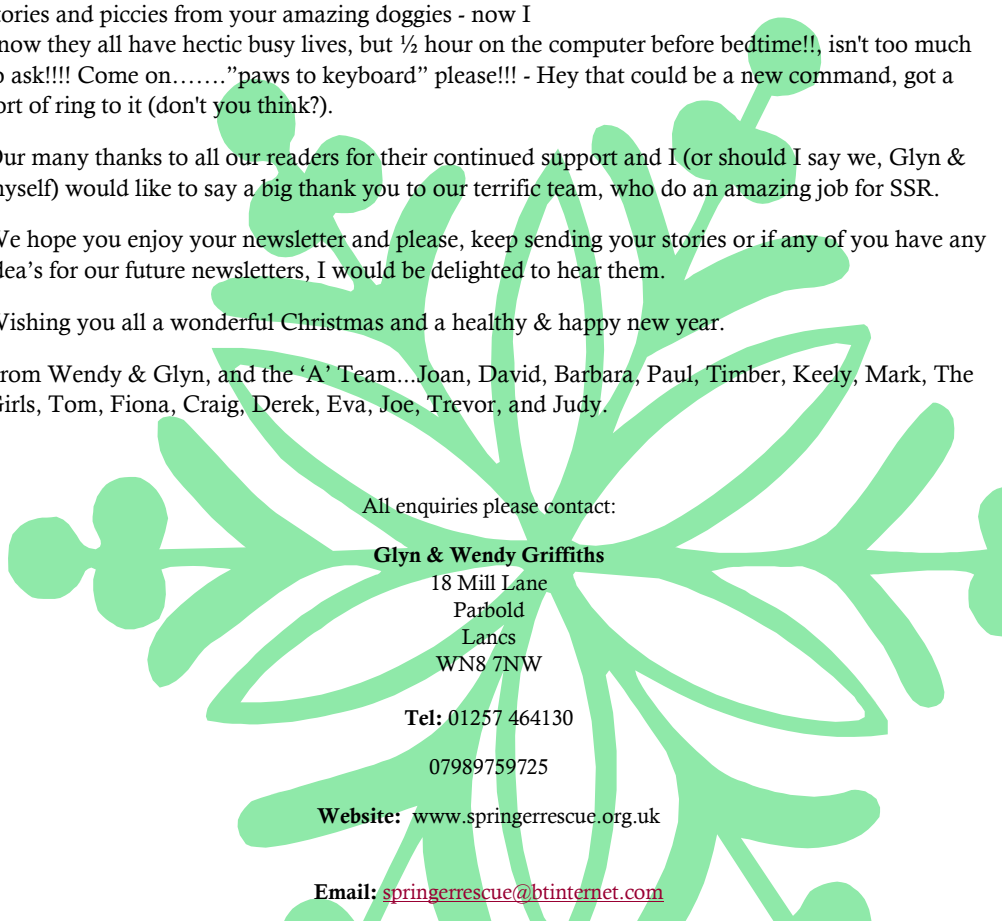 tories and piccies from your amazing doggies - now I
now they all have hectic busy lives, but ½ hour on the computer before bedtime!!, isn't too much
o ask!!!! Come on…….”paws to keyboard” please!!! - Hey that could be a new command, got a
ort of ring to it (don't you think?).
Our many thanks to all our readers for their continued support and I (or should I say we, Glyn &
myself) would like to say a big thank you to our terrific team, who do an amazing job for SSR.
We hope you enjoy your newsletter and please, keep sending your stories or if any of you have any
dea’s for our future newsletters, I would be delighted to hear them.
Wishing you all a wonderful Christmas and a healthy & happy new year.
rom Wendy & Glyn, and the ‘A’ Team...Joan, David, Barbara, Paul, Timber, Keely, Mark, The
Girls, Tom, Fiona, Craig, Derek, Eva, Joe, Trevor, and Judy.
All enquiries please contact:
Glyn & Wendy Griffiths
18 Mill Lane
Parbold
Lancs
WN8 7NW
Tel: 01257 464130
07989759725
Website: www.springerrescue.org.uk
Email: springerrescue@btinternet.com